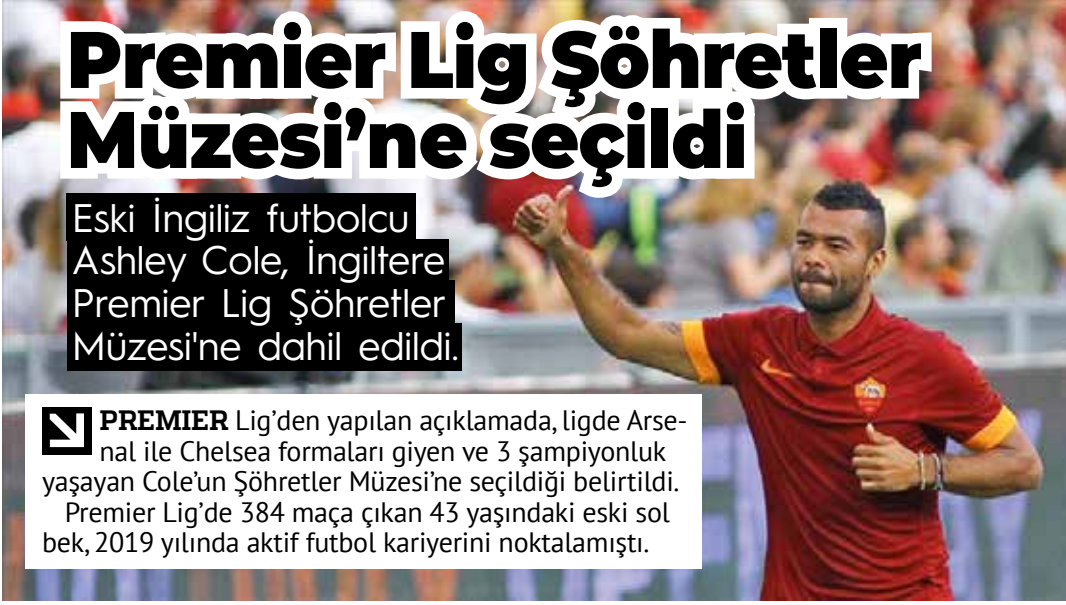 Premier Lig Şöhretler
Müzesi’ne seçildi
Eski İngiliz futbolcu
Ashley Cole, İngiltere
Premier Lig Şöhretler
Müzesi'ne dahil edildi.
PREMIER Lig’den yapılan açıklamada, ligde Arse-
nal ile Chelsea formaları giyen ve 3 şampiyonluk
yaşayan Cole’un Şöhretler Müzesi’ne seçildiği belirtildi.
Premier Lig’de 384 maça çıkan 43 yaşındaki eski sol
bek, 2019 yılında aktif futbol kariyerini noktalamıştı.